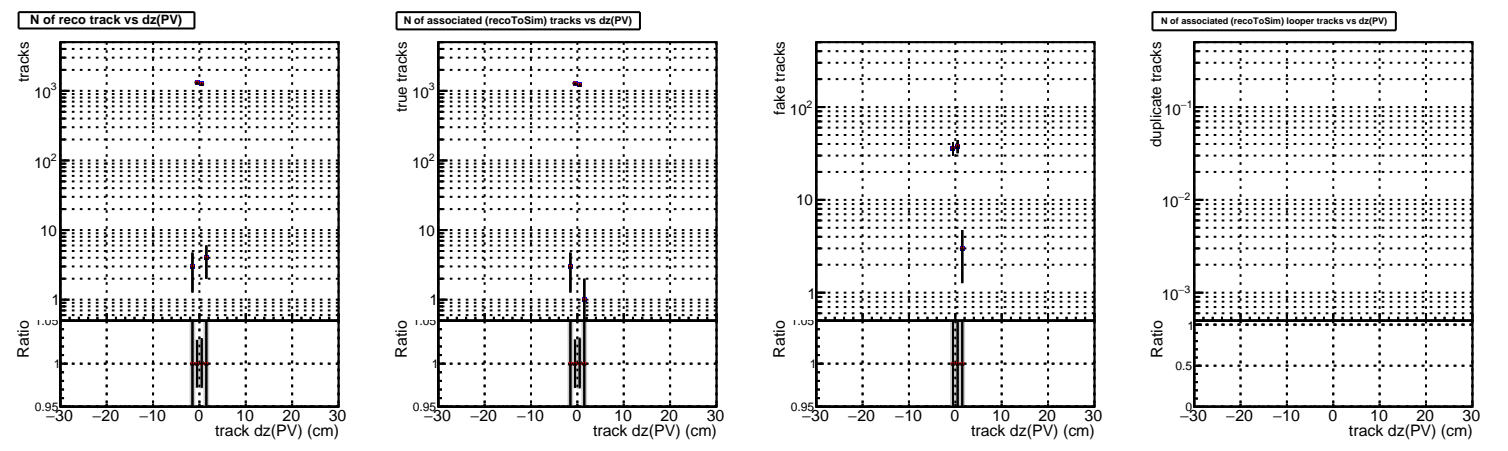 N of reco track vs dz(PV)
tracks
10³
10²
10
1
Ratio
1.05
1
0.95
−30 −20 −10 0 10 20 30
track dz(PV) (cm)
N of associated (recoToSim) tracks vs dz(PV)
true tracks
10³
10²
10
1
Ratio
1.05
1
0.95
−30 −20 −10 0 10 20 30
track dz(PV) (cm)
fake tracks
10²
10
1
Ratio
1.05
1
0.95
−30 −20 −10 0 10 20 30
track dz(PV) (cm)
N of associated (recoToSim) looper tracks vs dz(PV)
duplicate tracks
10⁻¹
10⁻²
10⁻³
Ratio
1
0.5
0
−30 −20 −10 0 10 20 30
track dz(PV) (cm)